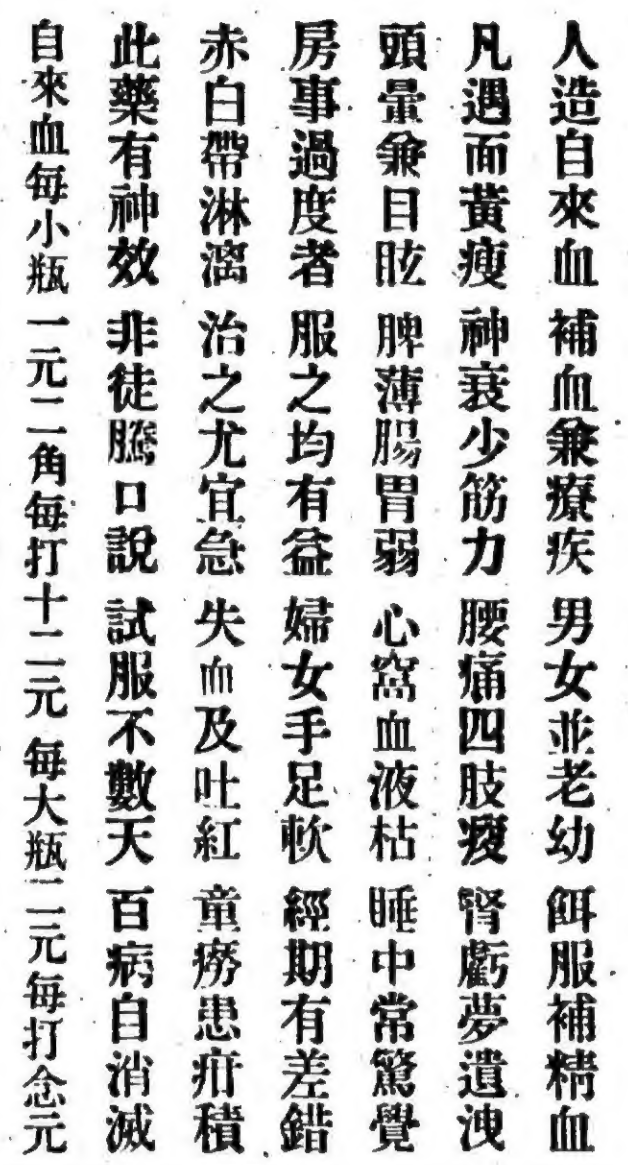 人造自來血 補血兼療疾 男女並老幼 餌服補精血
凡遇面黃瘦 神衰少筋力 腰痛四肢痠 腎虧夢遺洩
頭暈兼目眩 脾薄腸胃弱 心窩血液枯 睡中常驚覺
房事過度者 服之均有益 婦女手足軟 經期有差錯
赤白帶淋漓 治之尤宜急 失血及吐紅 童癆患疳積
此藥有神效 非徒騰口說 試服不數天 百病自消滅
自來血每小瓶一元二角每打十二元 每大瓶二元每打念元